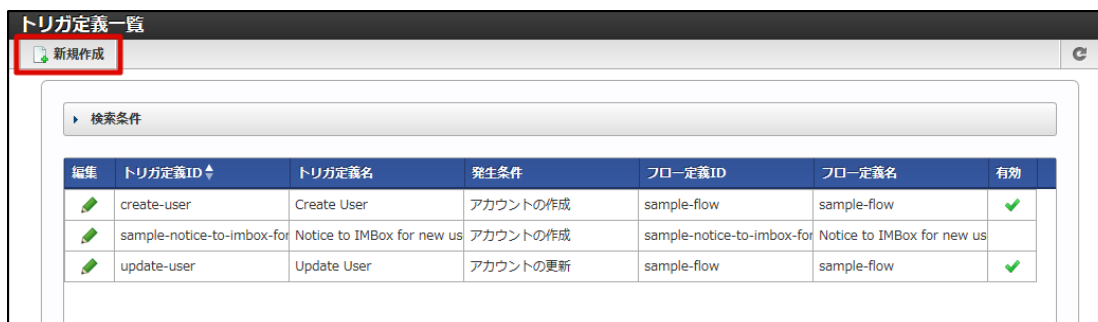 トリガ定義一覧
新規作成
検索条件
編集 トリガ定義ID トリガ定義名 発生条件 フロー定義ID フロー定義名 有効
create-user Create User アカウントの作成 sample-flow sample-flow
sample-notice-to-imbox-for Notice to IMBox for new us アカウントの作成 sample-notice-to-imbox-for Notice to IMBox for new us
update-user Update User アカウントの更新 sample-flow sample-flow